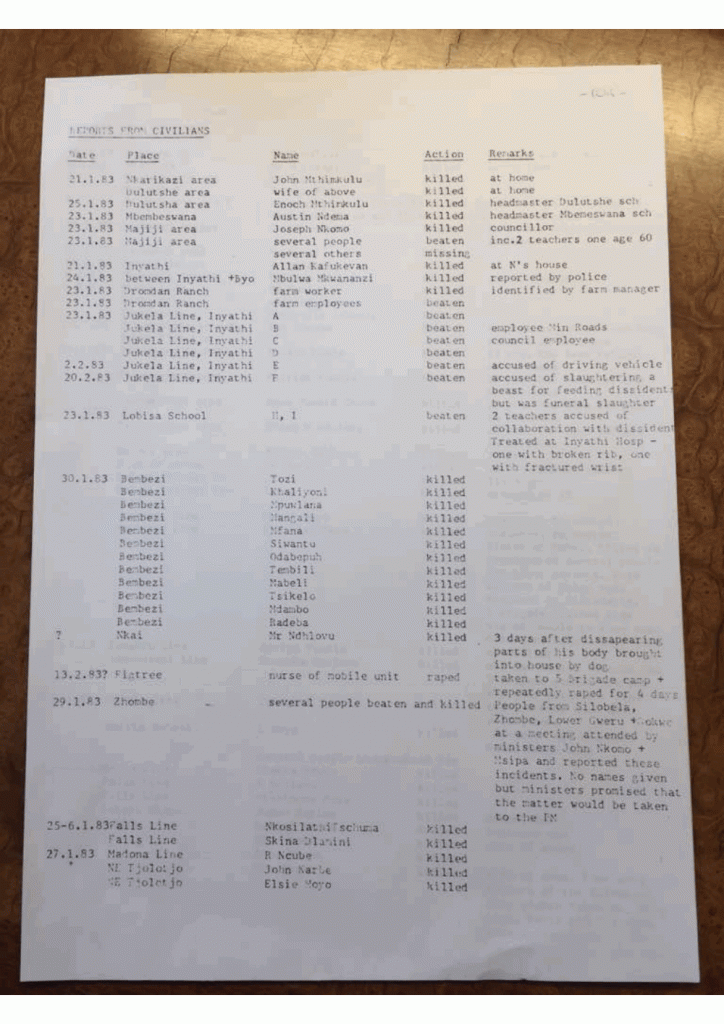 REPORTS FROM CIVILIANS
Date Place Name Action Remarks
21.1.83 Nkarikazi area John Mthimkulu killed at home
Dulutshe area wife of above killed at home
25.1.83 Dulutsha area Enoch Mthimkulu killed headmaster Dulutshe sch
23.1.83 Mbembeswana Austin Ndema killed headmaster Mbemeswana sch
23.1.83 Majiji area Joseph Nkomo killed councillor
23.1.83 Majiji area several people beaten inc.2 teachers one age 60
several others missing
21.1.83 Inyathi Allan Kafukevan killed at N's house
24.1.83 between Inyathi +Byo Mbulwa Mkwananzi killed reported by police
23.1.83 Dromdan Ranch farm worker killed identified by farm manager
23.1.83 Dromdan Ranch farm employees beaten
23.1.83 Jukela Line, Inyathi A beaten
Jukela Line, Inyathi B beaten employee Min Roads
Jukela Line, Inyathi C beaten council employee
Jukela Line, Inyathi D beaten
2.2.83 Jukela Line, Inyathi E beaten accused of driving vehicle
20.2.83 Jukela Line, Inyathi F beaten accused of slaughtering a
beast for feeding dissident
but was funeral slaughter
23.1.83 Lobisa School H, I beaten 2 teachers accused of
collaboration with dissident
Treated at Inyathi Hosp -
one with broken rib, one
with fractured wrist
30.1.83 Bembezi Tozi killed
Bembezi Khaliyoni killed
Bembezi killed
Bembezi Mangali killed
Bembezi Mfana killed
Bembezi Siwantu killed
Bembezi Odabepuh killed
Bembezi Tembili killed
Bembezi Mabeli killed
Bembezi Tsikelo killed
Bembezi Mdambo killed
Bembezi Radeba killed
? Nkai Mr Ndhlovu killed 3 days after dissapearing
parts of his body brought
into house by dog
13.2.83? Figtree nurse of mobile unit raped taken to 5 Brigade camp +
repeatedly raped for 4 days
29.1.83 Zhombe several people beaten and killed People from Silobela,
Zhombe, Lower Gweru +
at a meeting attended by
ministers John Nkomo +
Msipa and reported these
incidents. No names given
but ministers promised that
the matter would be taken
to the PM
25-6.1.83 Falls Line killed
Falls Line Skina Dlamini killed
27.1.83 Madona Line R Ncube killed
NE Tjolotjo John Narbe killed
NE Tjolotjo Elsie Moyo killed